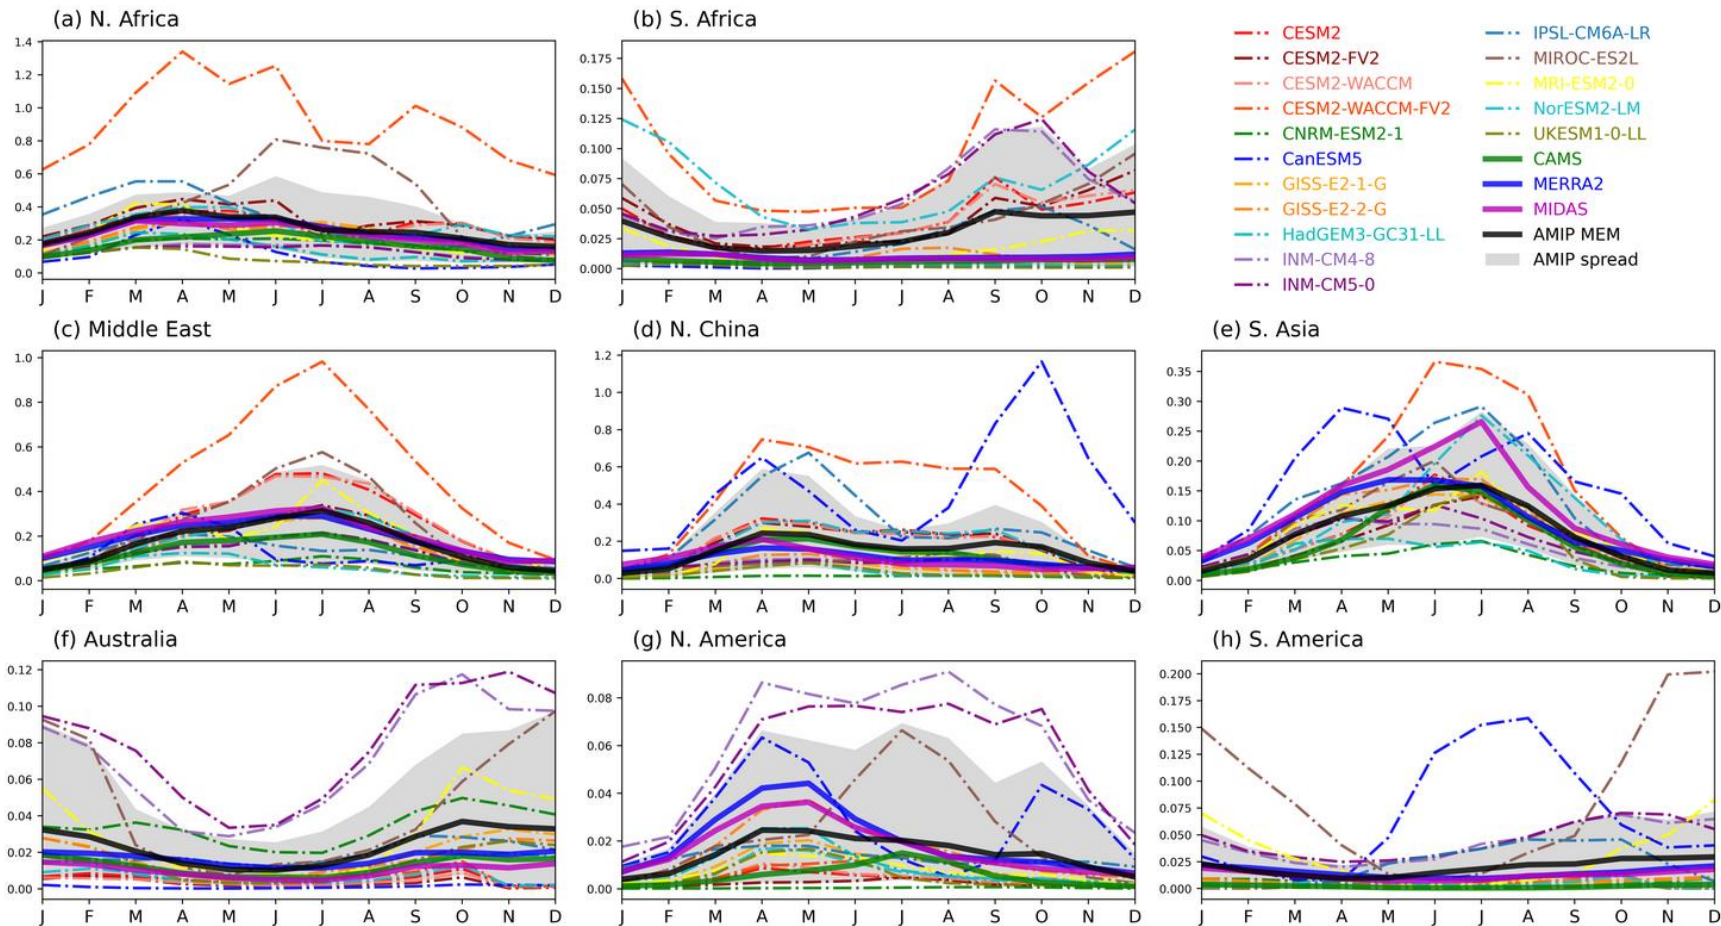 (a) N. Africa
1.4
1.2
1.0
0.8
0.6
0.4
0.2
0.0
J F M A M J J A S O N D
(b) S. Africa
0.175
0.150
0.125
0.100
0.075
0.050
0.025
0.000
J F M A M J J A S O N D
CESM2
CESM2-FV2
CESM2-WACCM
CESM2-WACCM-FV2
CNRM-ESM2-1
CanESM5
GISS-E2-1-G
GISS-E2-2-G
HadGEM3-GC31-LL
INM-CM4-8
INM-CM5-0
IPSL-CM6A-LR
MIROC-ES2L
MRI-ESM2-0
NorESM2-LM
UKESM1-0-LL
CAMS
MERRA2
MIDAS
AMIP MEM
AMIP spread
(c) Middle East
1.0
0.8
0.6
0.4
0.2
0.0
J F M A M J J A S O N D
(d) N. China
1.2
1.0
0.8
0.6
0.4
0.2
0.0
J F M A M J J A S O N D
(e) S. Asia
0.35
0.30
0.25
0.20
0.15
0.10
0.05
0.00
J F M A M J J A S O N D
(f) Australia
0.12
0.10
0.08
0.06
0.04
0.02
0.00
J F M A M J J A S O N D
(g) N. America
0.08
0.06
0.04
0.02
0.00
J F M A M J J A S O N D
(h) S. America
0.200
0.175
0.150
0.125
0.100
0.075
0.050
0.025
0.000
J F M A M J J A S O N D